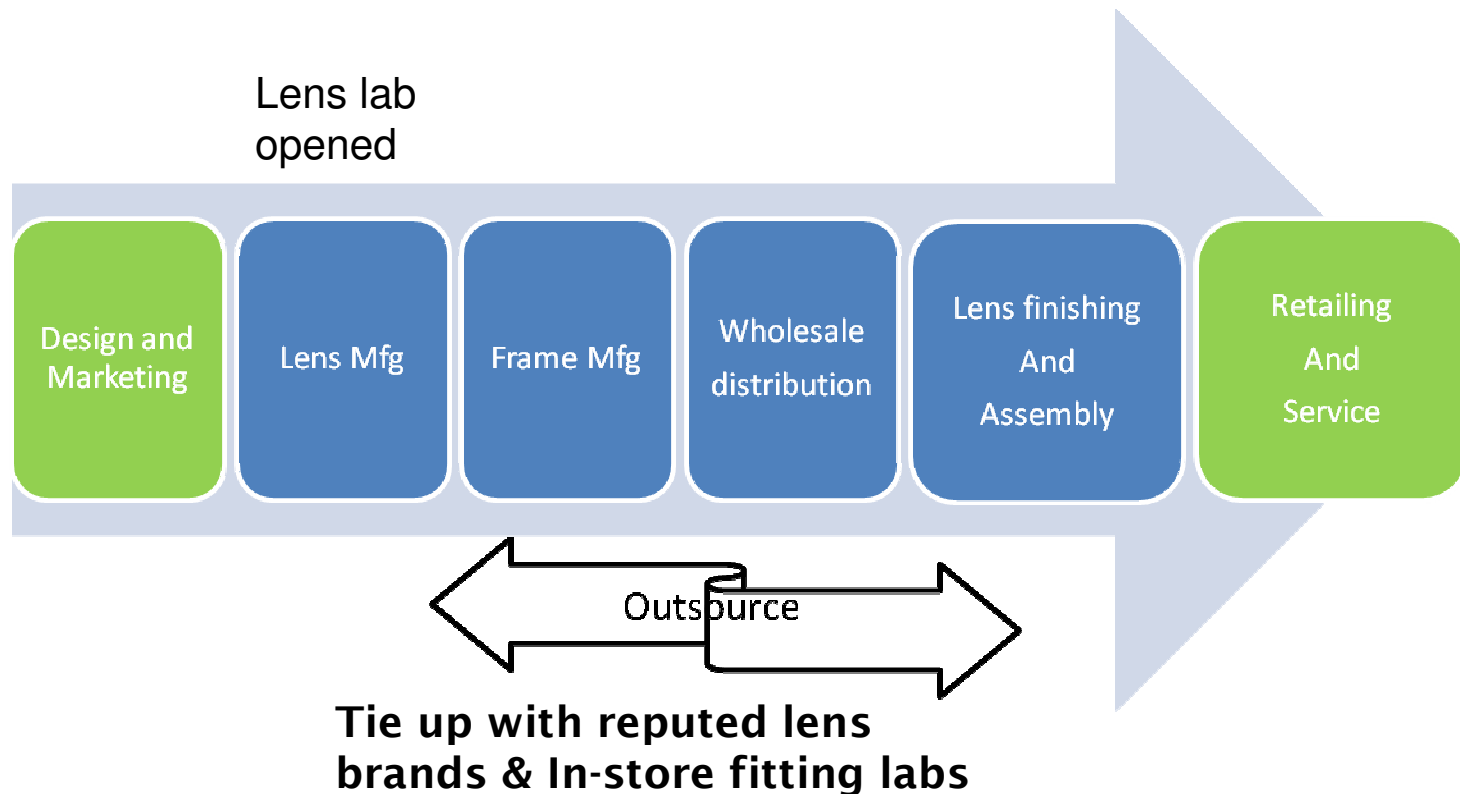 Lens lab
opened
Design and
Marketing
Lens Mfg
Frame Mfg
Wholesale
distribution
Lens finishing
And
Assembly
Retailing
And
Service
Outsource
Tie up with reputed lens
brands & In-store fitting labs